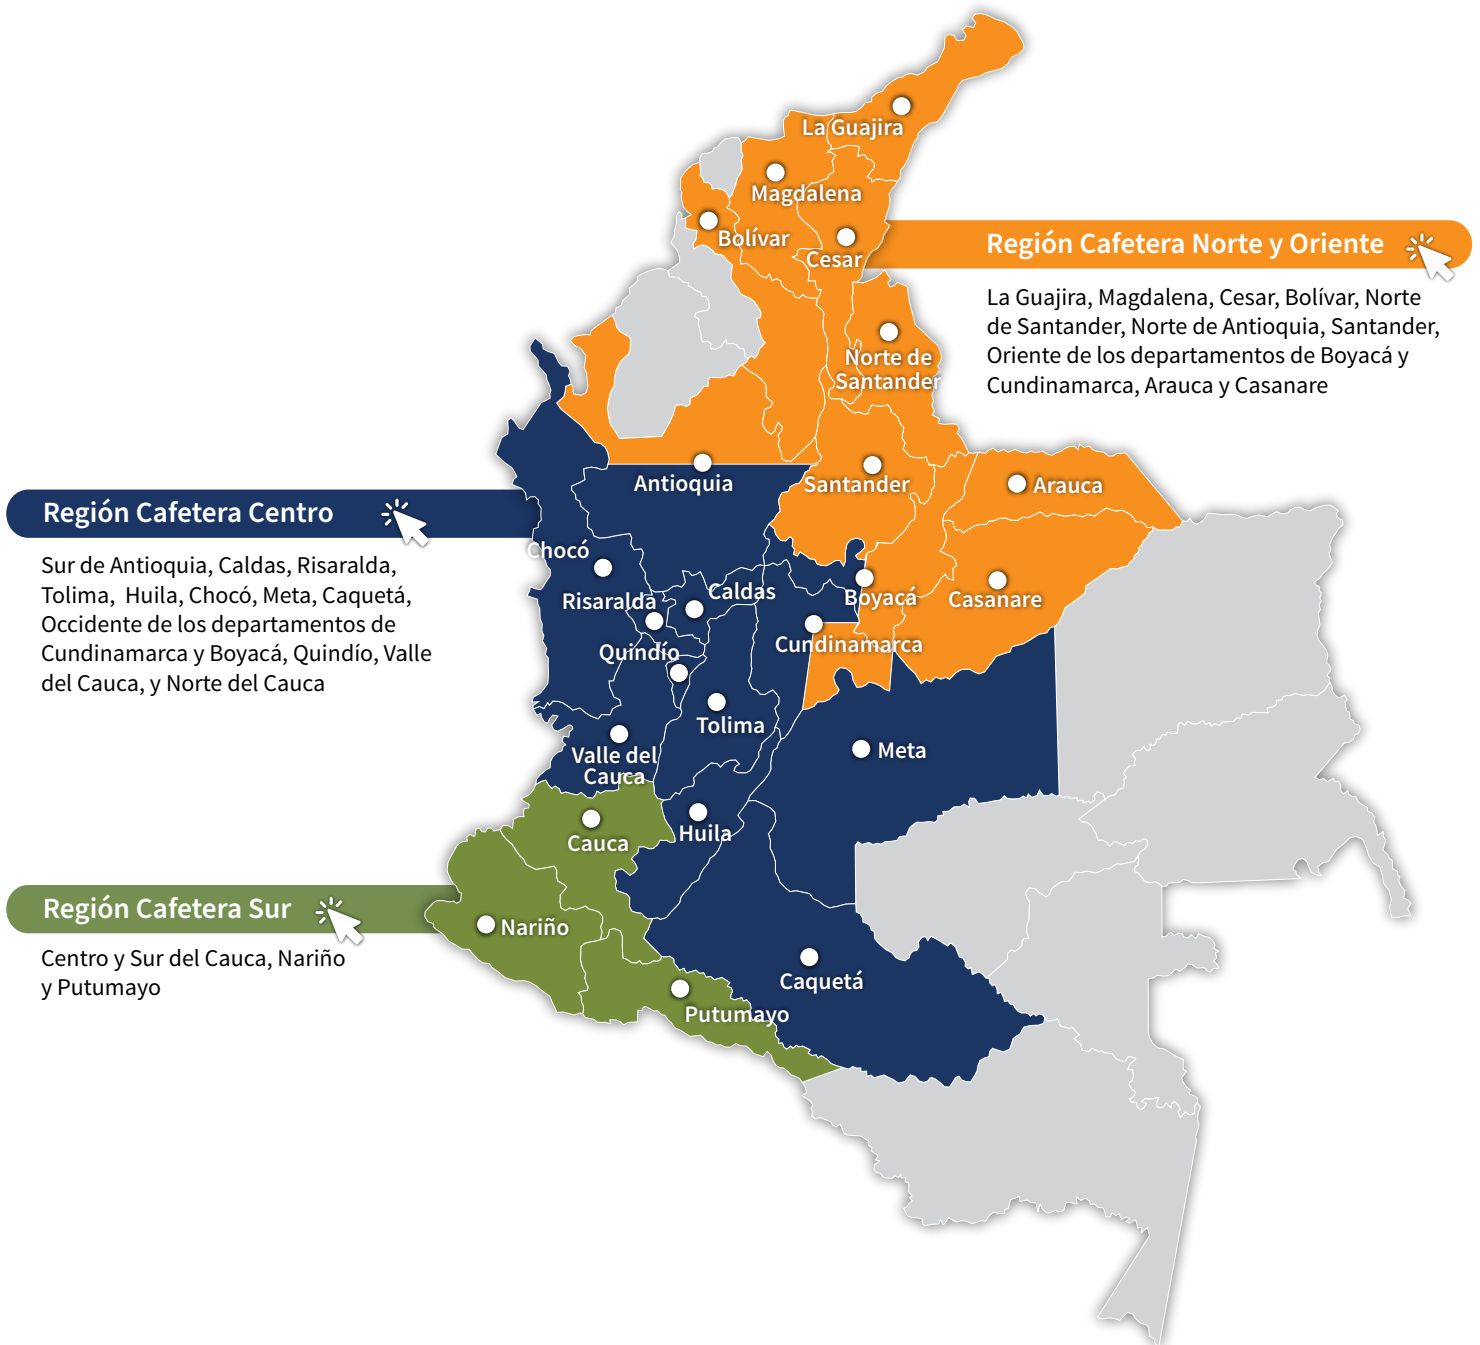 La Guajira
Magdalena
Bolívar
Cesar
Región Cafetera Norte y Oriente
La Guajira, Magdalena, Cesar, Bolívar, Norte
de Santander, Norte de Antioquia, Santander,
Oriente de los departamentos de Boyacá y
Cundinamarca, Arauca y Casanare
Norte de
Santander
Antioquia
Santander
Arauca
Región Cafetera Centro
Sur de Antioquia, Caldas, Risaralda,
Tolima, Huila, Chocó, Meta, Caquetá,
Occidente de los departamentos de
Cundinamarca y Boyacá, Quindío, Valle
del Cauca, y Norte del Cauca
Chocó
Risaralda
Caldas
Boyacá
Casanare
Quindío
Cundinamarca
Tolima
Meta
Valle del
Cauca
Cauca
Huila
Región Cafetera Sur
Centro y Sur del Cauca, Nariño
y Putumayo
Nariño
Caquetá
Putumayo